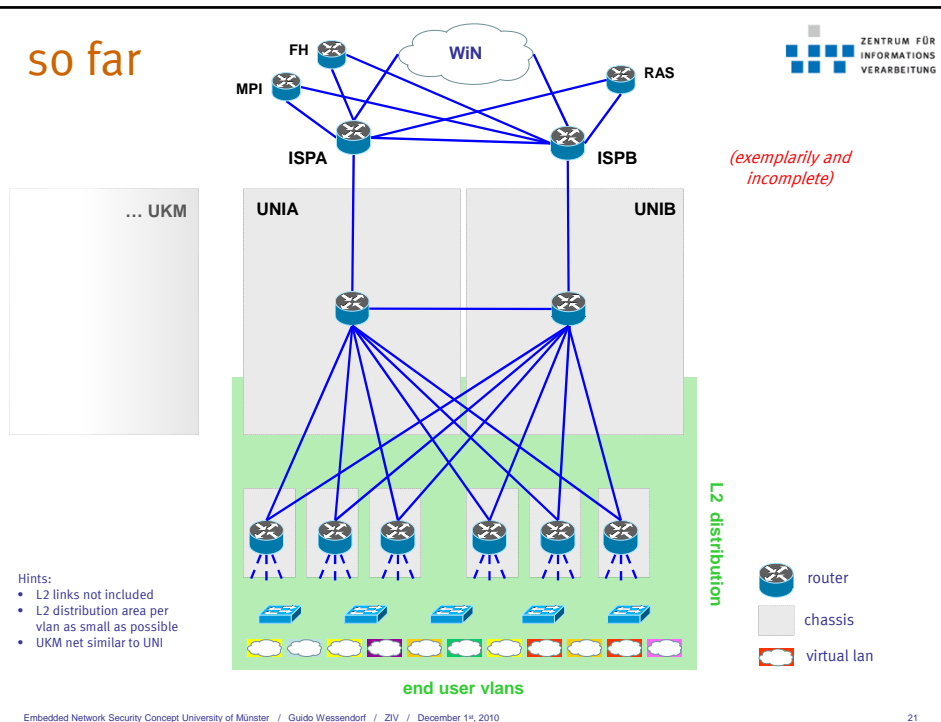 so far
FH
WiN
MPI
RAS
ISPA
ISPB
ZENTRUM FÜR
INFORMATIONS
VERARBEITUNG
(exemplarily and
incomplete)
... UKM
UNIA
UNIB
L2 distribution
Hints:
• L2 links not included
• L2 distribution area per
vlan as small as possible
• UKM net similar to UNI
router
chassis
virtual lan
end user vlans
Embedded Network Security Concept University of Münster / Guido Wessendorf / ZIV / December 1st, 2010
21